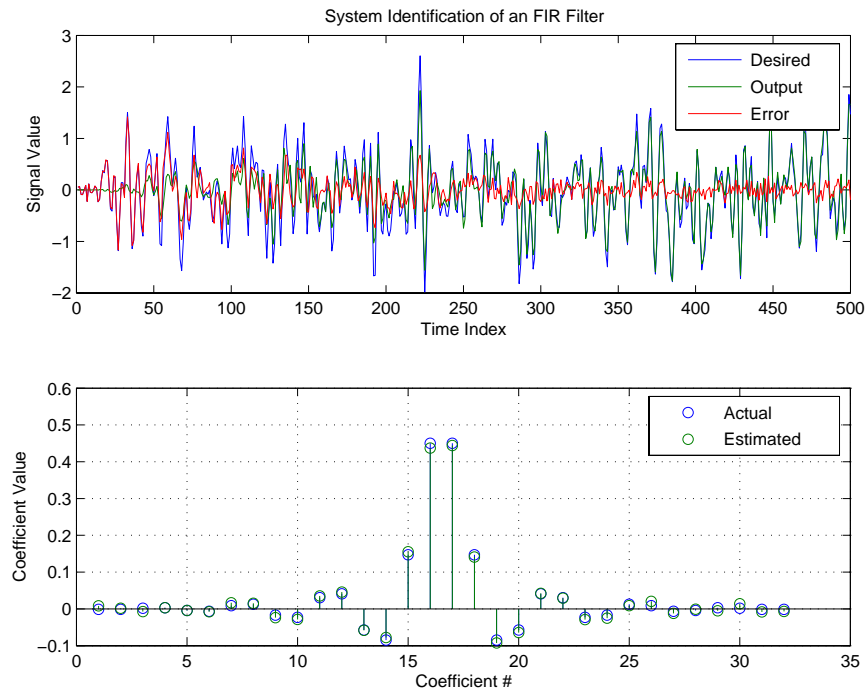 System Identification of an FIR Filter
3
2
1
0
−1
−2
Signal Value
Desired
Output
Error
0 50 100 150 200 250 300 350 400 450 500
Time Index
0.6
0.5
0.4
0.3
0.2
0.1
0
−0.1
Coefficient Value
Actual
Estimated
0 5 10 15 20 25 30 35
Coefficient #